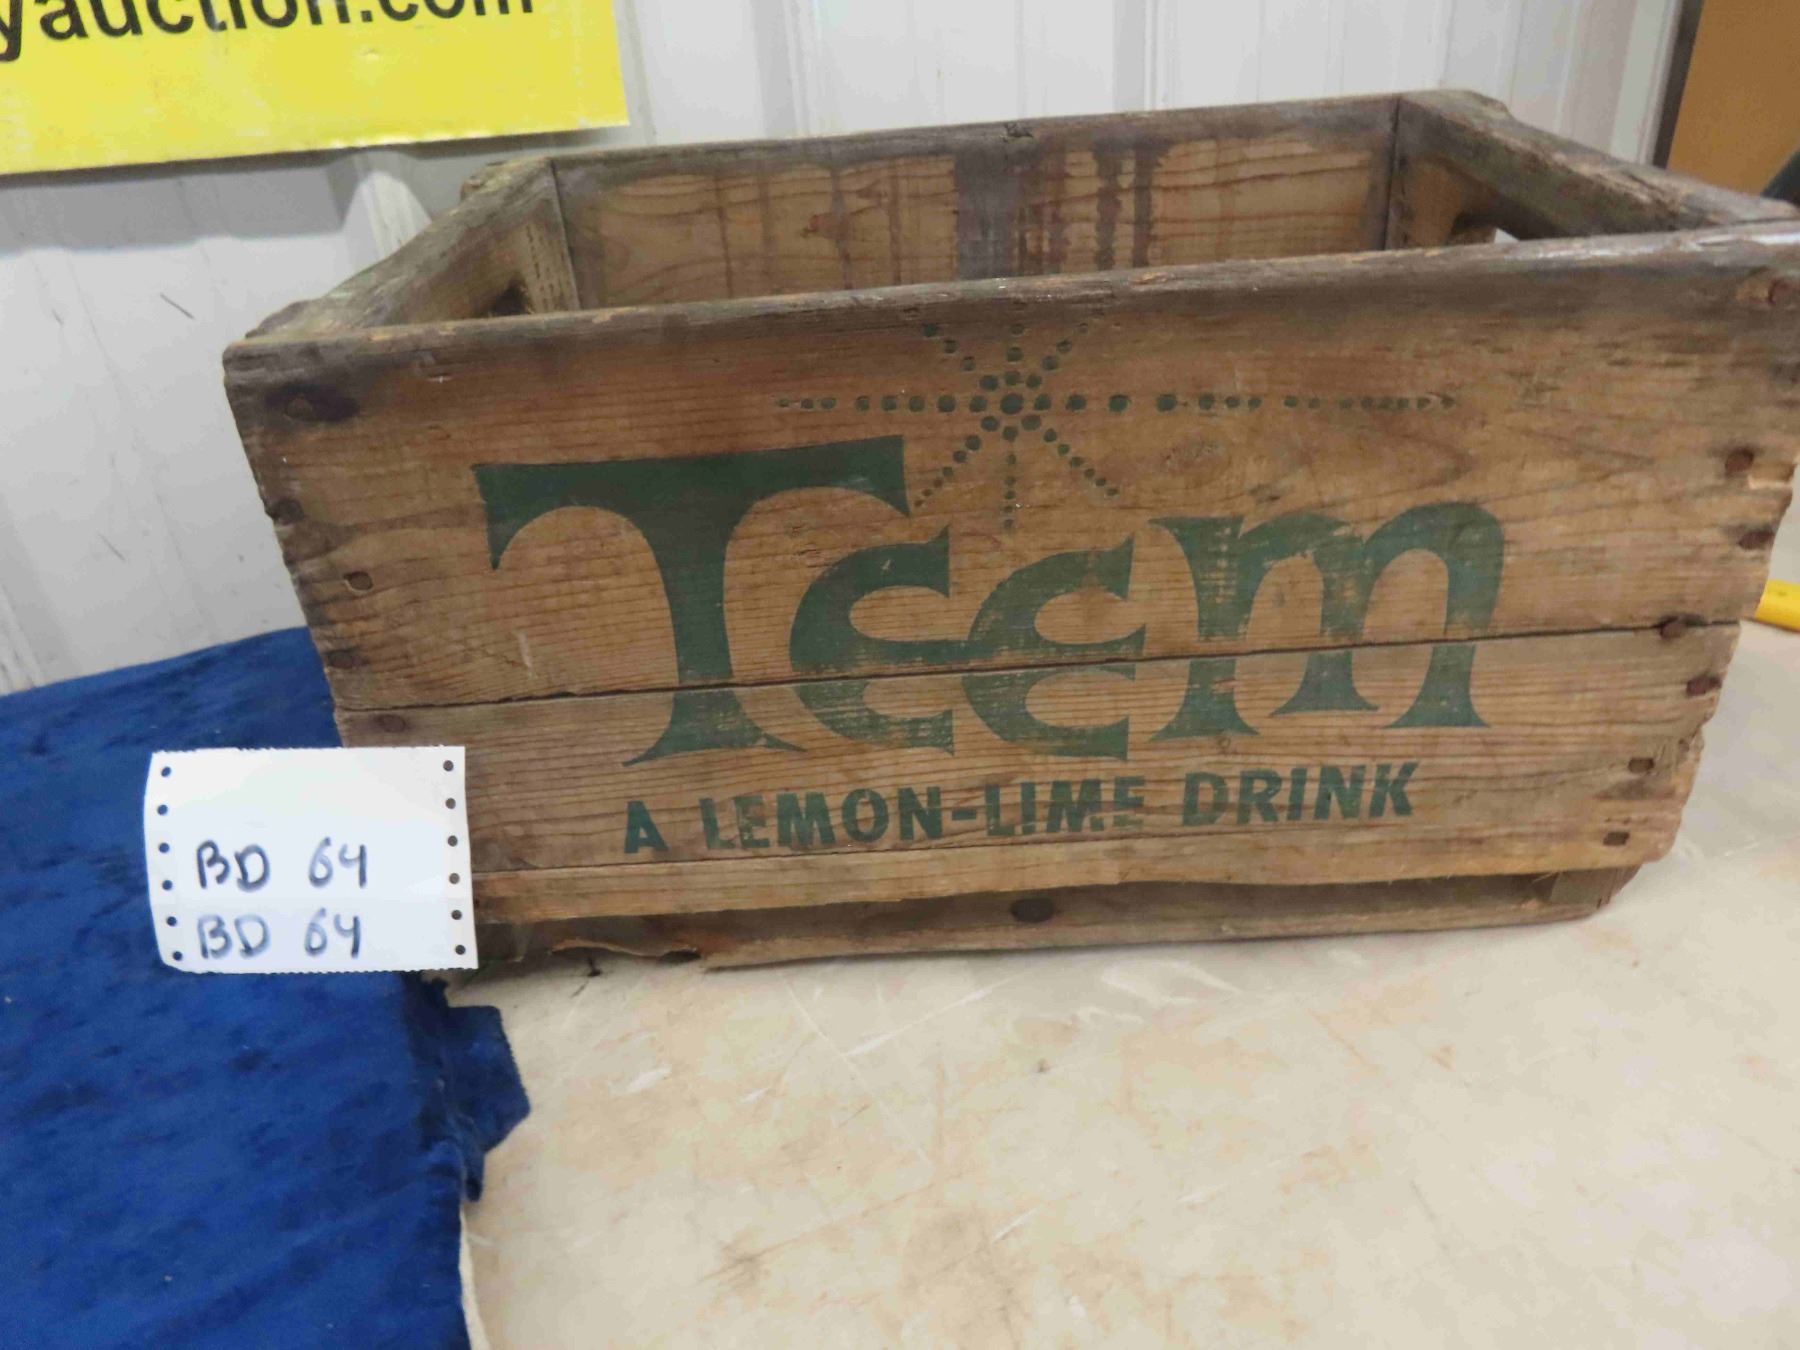 yauction.com
Teem
A LEMON-LIME DRINK
BD 64
BD 64